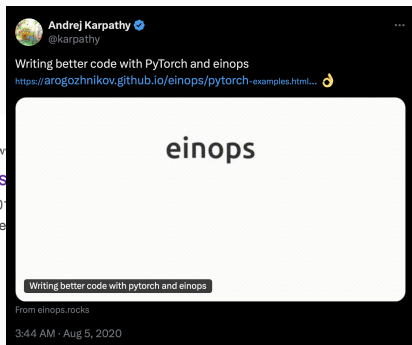 Andrej Karpathy
@karpathy
Writing better code with PyTorch and einops
https://arogozhnikov.github.io/einops/pytorch-examples.html...
einops
Writing better code with pytorch and einops
From einops.rocks
3:44 AM · Aug 5, 2020